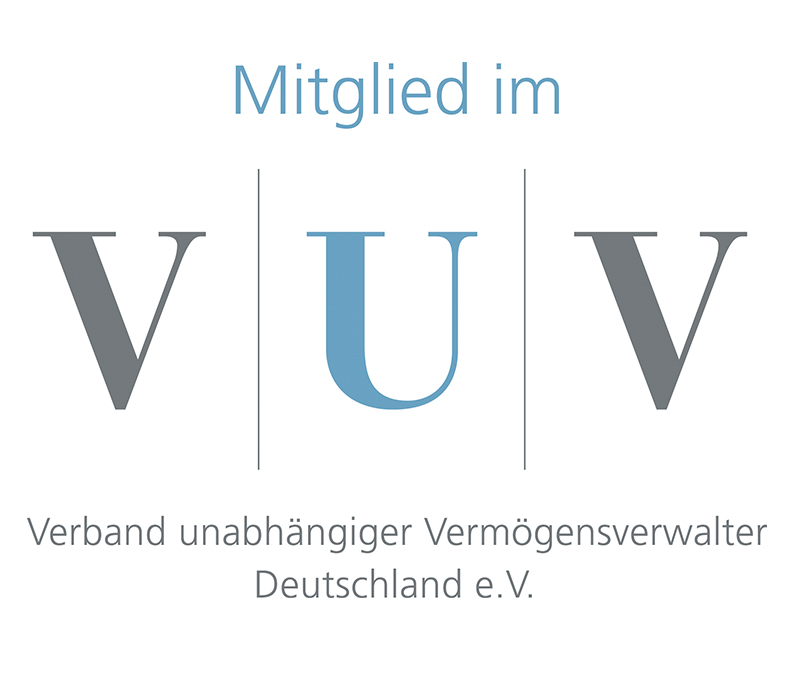 Mitglied im
V U V
Verband unabhängiger Vermögensverwalter
Deutschland e.V.